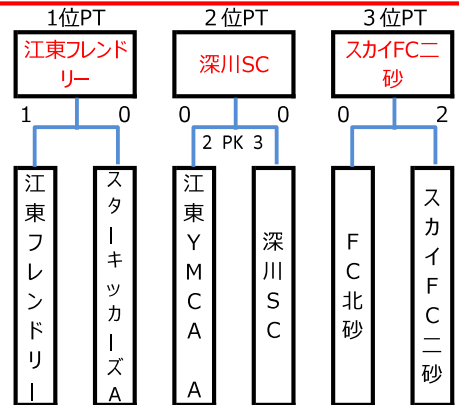 1位PT
2位PT
3位PT
江東フレンド
リー
深川SC
スカイFC二
砂
1 0
0 0
0 2
2 PK 3
江東フレンドリー
スターキッカーズA
江東YMCA A
深川SC
FC北砂
スカイFC二砂